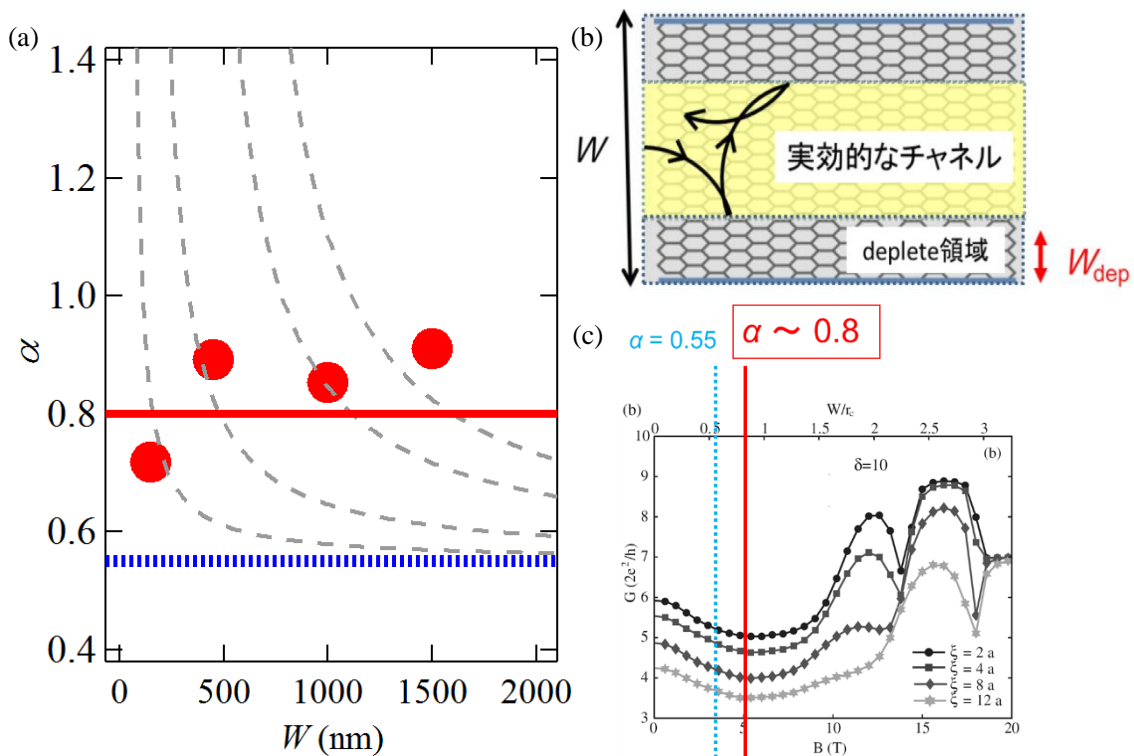 (a)
1.4
1.2
1.0
0.8
0.6
0.4
α
0
500
1000
1500
2000
W (nm)
(b)
W
実効的なチャネル
deplete領域
Wdep
(c)
α = 0.55
α ～ 0.8
(b)
W/rc
0
0.5
1
1.5
2
2.5
3
δ=10
(b)
10
9
8
7
6
5
4
3
G (2e²/h)
ξ = 2 a
ξ = 4 a
ξ = 8 a
ξ = 12 a
0
5
10
15
20
B (T)